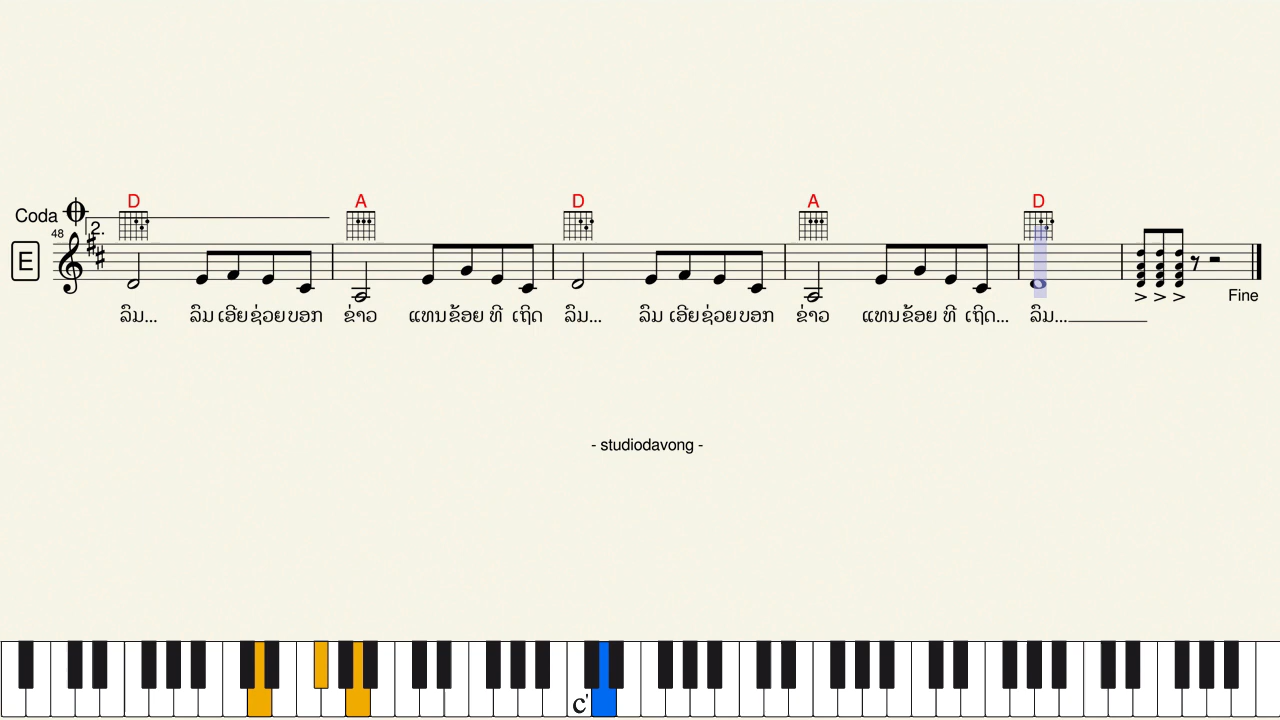 D A D A D
Coda
2.
48
E
ລົມ... ລົມ ເອີຍ ຊ່ວຍ ບອກ ຂ່າວ ແທນ ຂ້ອຍ ທີ ເຖິດ ລົມ... ລົມ ເອີຍ ຊ່ວຍ ບອກ ຂ່າວ ແທນ ຂ້ອຍ ທີ ເຖິດ... ລົມ...
Fine
- studiodavong -
c'